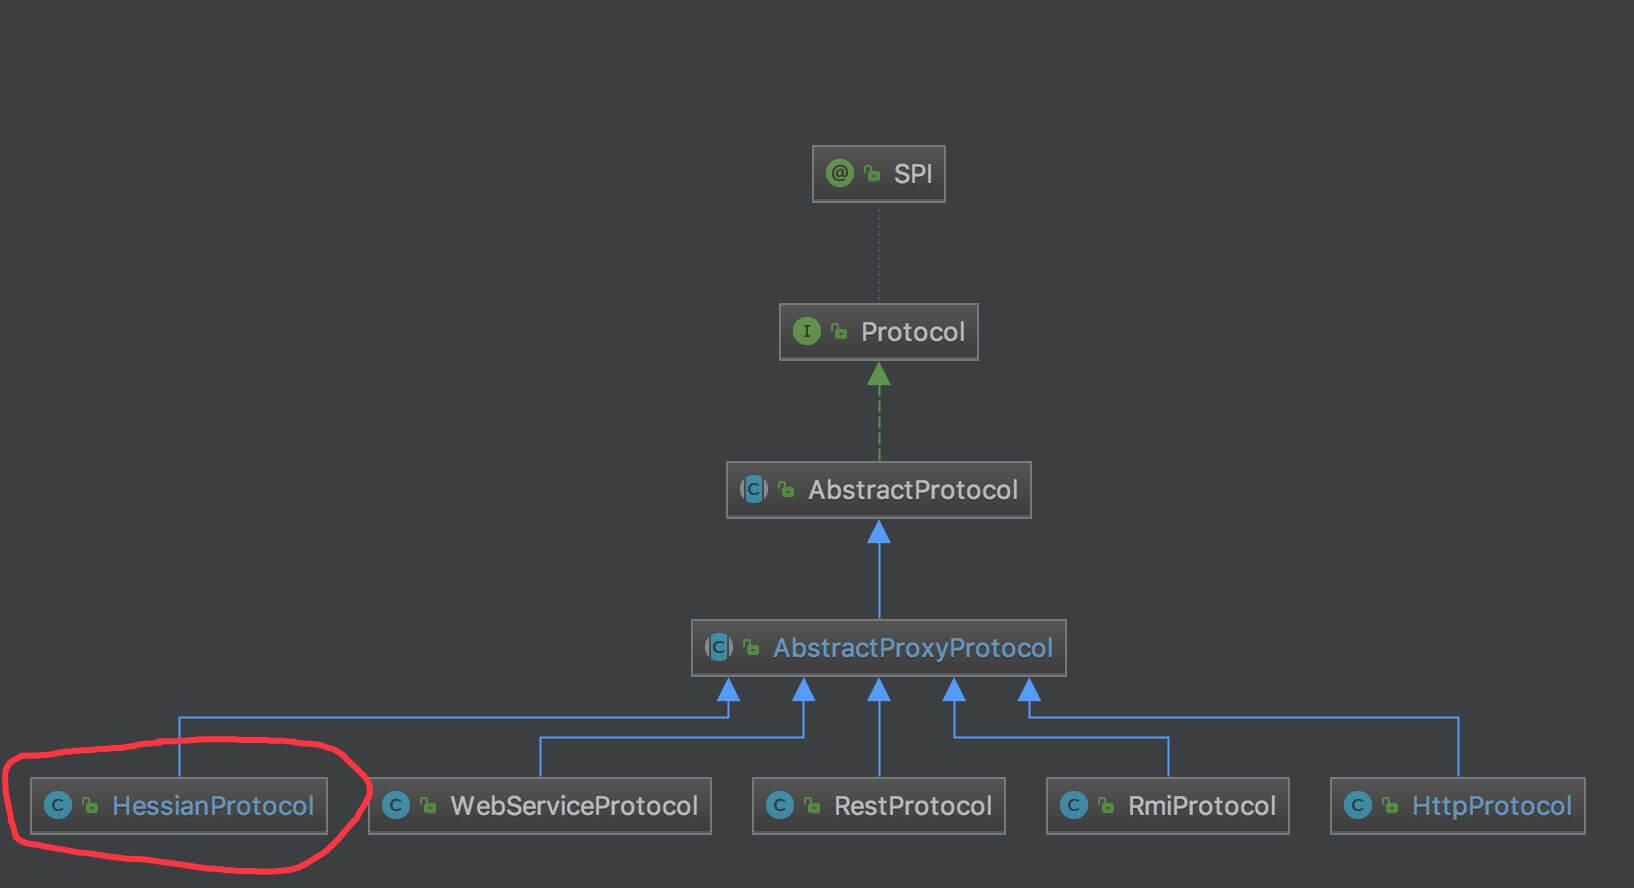 @ SPI
I Protocol
C AbstractProtocol
C AbstractProxyProtocol
C HessianProtocol C WebServiceProtocol C RestProtocol C RmiProtocol C HttpProtocol